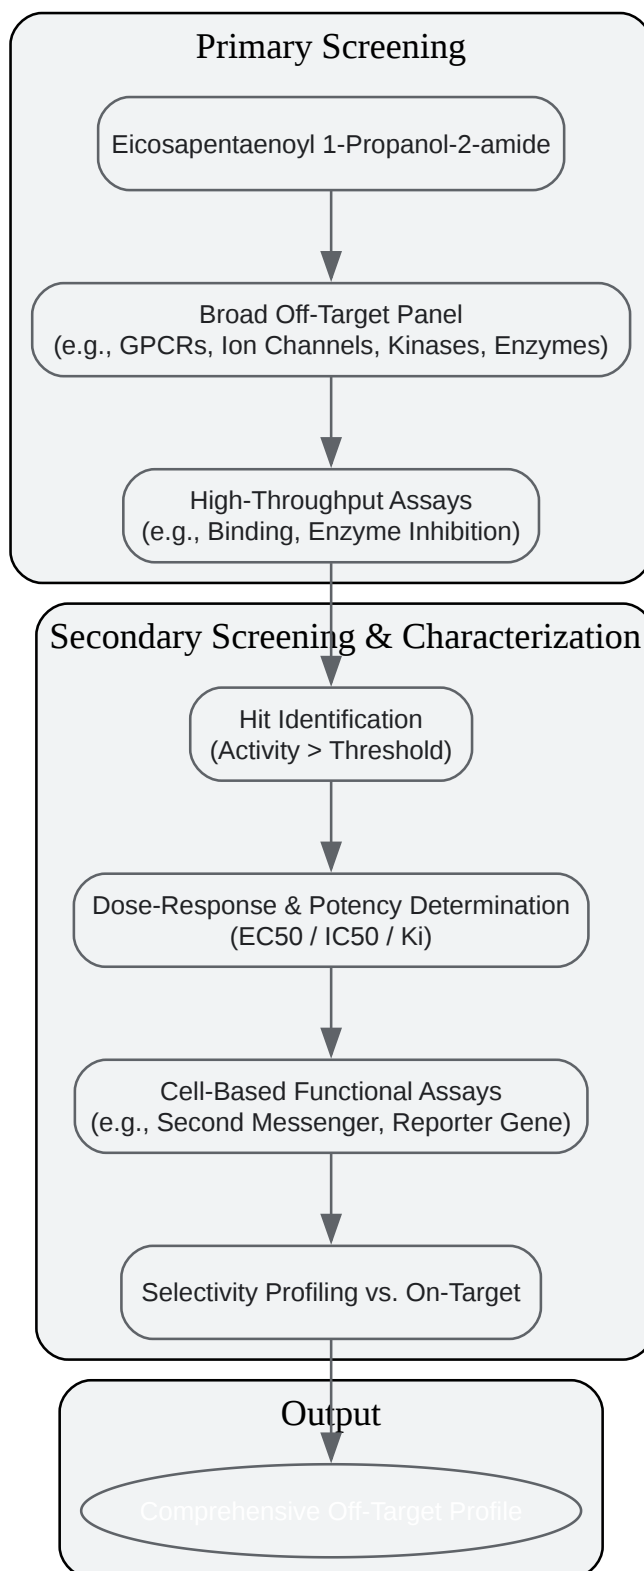 Primary Screening
Eicosapentaenoyl 1-Propanol-2-amide
Broad Off-Target Panel
(e.g., GPCRs, Ion Channels, Kinases, Enzymes)
High-Throughput Assays
(e.g., Binding, Enzyme Inhibition)
Secondary Screening & Characterization
Hit Identification
(Activity > Threshold)
Dose-Response & Potency Determination
(EC50 / IC50 / Ki)
Cell-Based Functional Assays
(e.g., Second Messenger, Reporter Gene)
Selectivity Profiling vs. On-Target
Output
Comprehensive Off-Target Profile